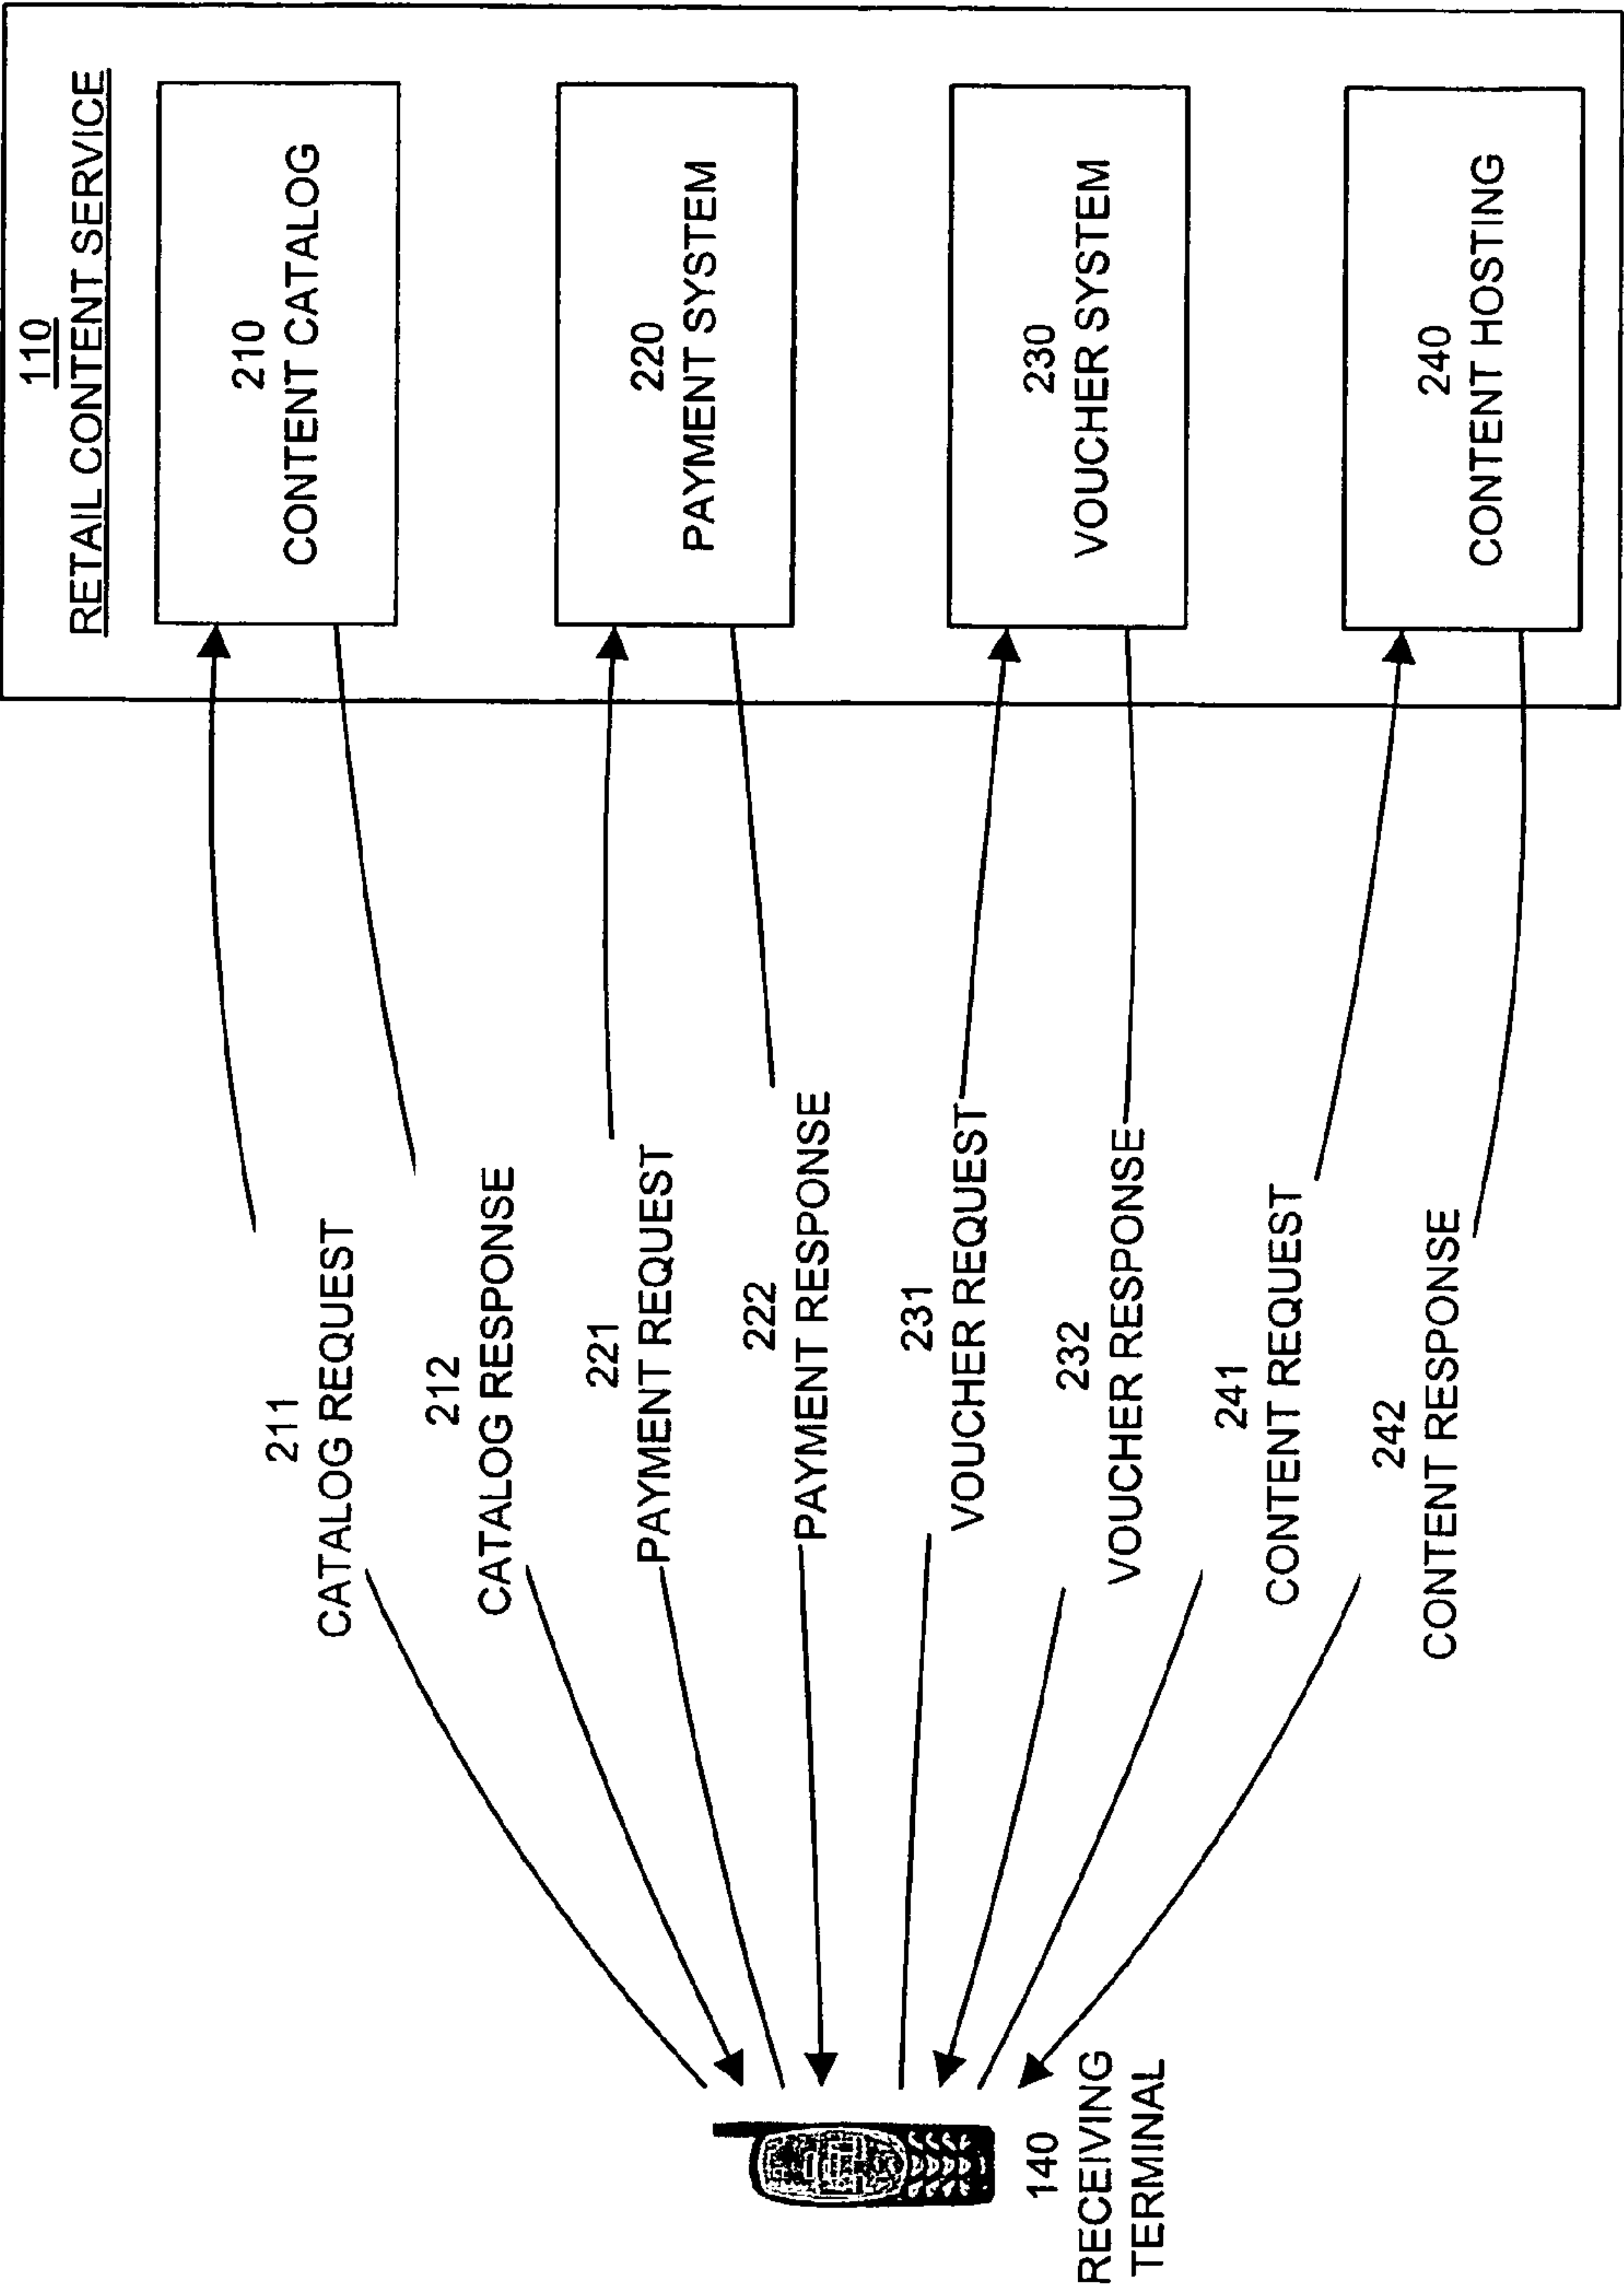 110
RETAIL CONTENT SERVICE
210
CONTENT CATALOG
220
PAYMENT SYSTEM
230
VOUCHER SYSTEM
240
CONTENT HOSTING
211
CATALOG REQUEST
212
CATALOG RESPONSE
221
PAYMENT REQUEST
222
PAYMENT RESPONSE
231
VOUCHER REQUEST
232
VOUCHER RESPONSE
241
CONTENT REQUEST
242
CONTENT RESPONSE
140
RECEIVING
TERMINAL